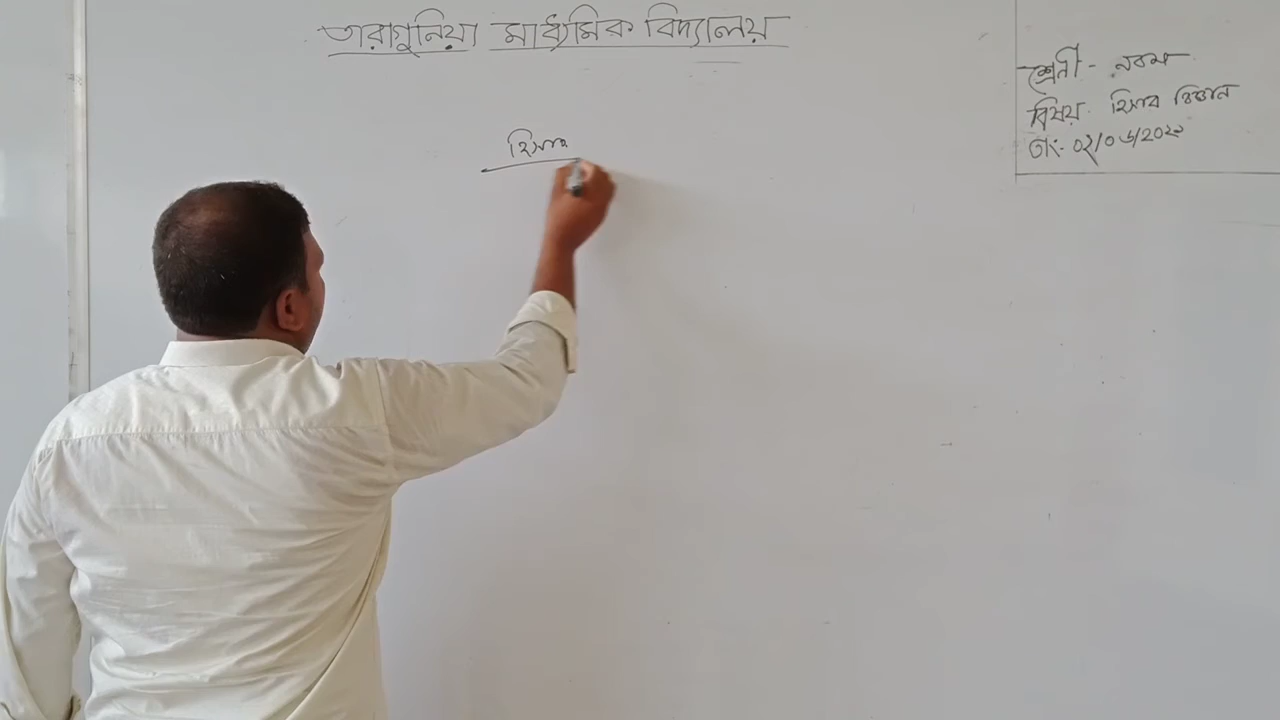 তারাগুনিয়া মাধ্যমিক বিদ্যালয়
শ্রেনী - নবম
বিষয়: হিসাব বিজ্ঞান
তাং- ০২/০৬/২০২২
হিসাব